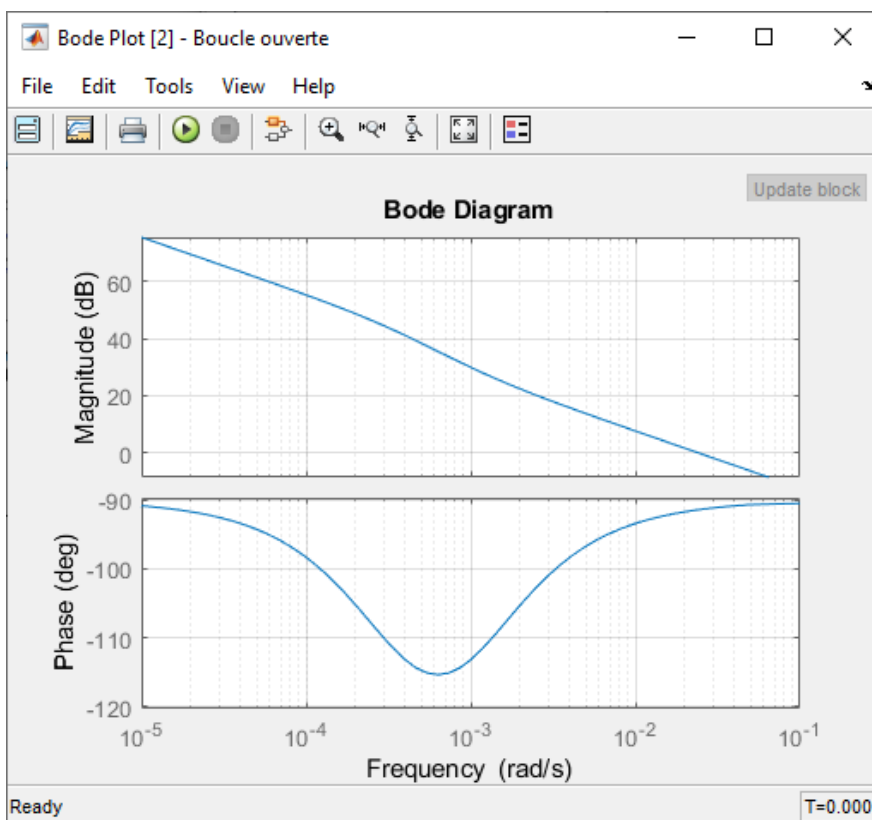 Bode Plot [2] - Boucle ouverte
File Edit Tools View Help
Update block
Bode Diagram
Magnitude (dB)
60
40
20
0
Phase (deg)
-90
-100
-110
-120
10^-5 10^-4 10^-3 10^-2 10^-1
Frequency (rad/s)
Ready T=0.000